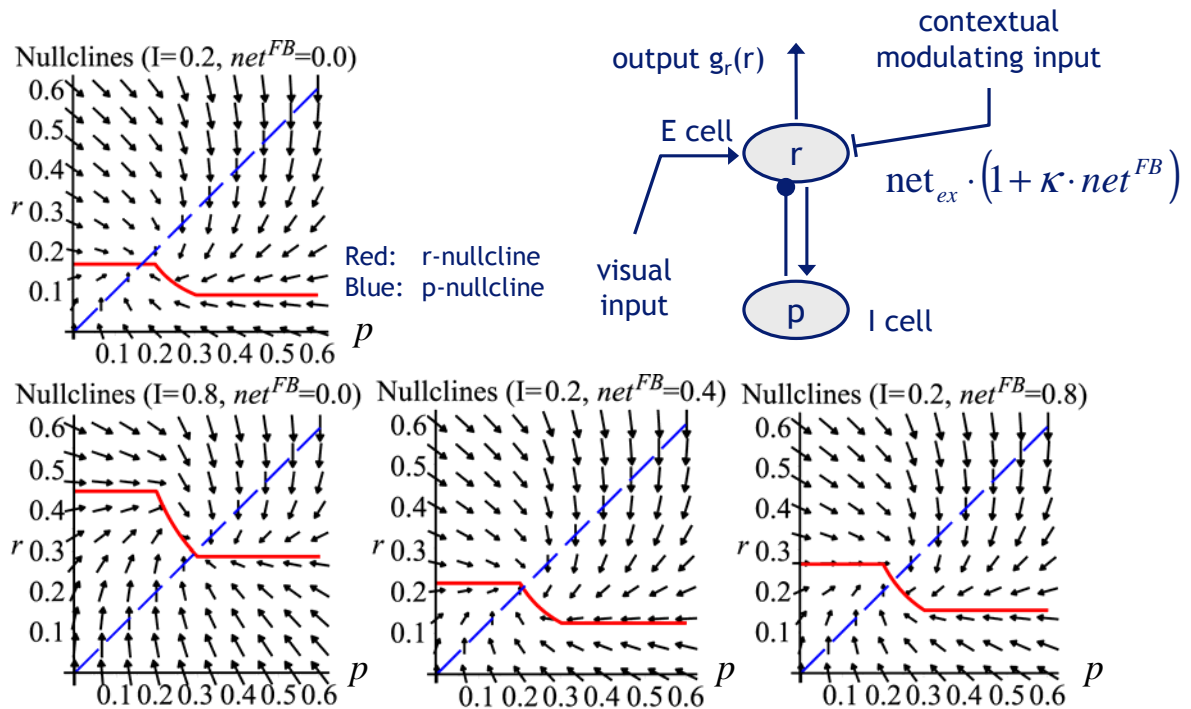 Nullclines (I=0.2, net^FB=0.0)
0.6
0.5
0.4
r 0.3
0.2
0.1
0.1 0.2 0.3 0.4 0.5 0.6 p
Red: r-nullcline
Blue: p-nullcline
contextual
modulating input
output g_r(r)
E cell
r
net_ex · (1 + κ · net^FB)
visual
input
p
I cell
Nullclines (I=0.8, net^FB=0.0)
0.6
0.5
0.4
r 0.3
0.2
0.1
0.1 0.2 0.3 0.4 0.5 0.6 p
Nullclines (I=0.2, net^FB=0.4)
0.6
0.5
0.4
r 0.3
0.2
0.1
0.1 0.2 0.3 0.4 0.5 0.6 p
Nullclines (I=0.2, net^FB=0.8)
0.6
0.5
0.4
r 0.3
0.2
0.1
0.1 0.2 0.3 0.4 0.5 0.6 p